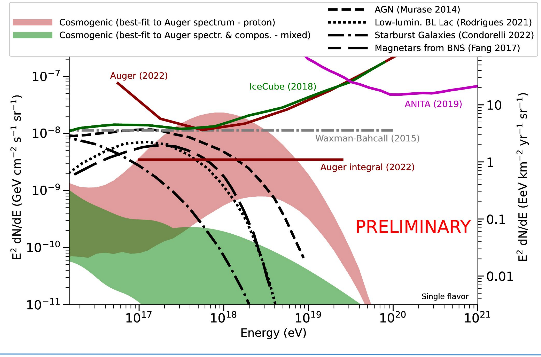 Cosmogenic (best-fit to Auger spectrum - proton)
Cosmogenic (best-fit to Auger spectr. & compos. - mixed)
AGN (Murase 2014)
Low-lumin. BL Lac (Rodrigues 2021)
Starburst Galaxies (Condorelli 2022)
Magnetars from BNS (Fang 2017)
Auger (2022)
IceCube (2018)
ANITA (2019)
Waxman Bahcall (2015)
Auger integral (2022)
PRELIMINARY
Single flavor
E² dN/dE (GeV cm⁻² s⁻¹ sr⁻¹)
10⁻⁷
10⁻⁸
10⁻⁹
10⁻¹⁰
10⁻¹¹
10¹⁷ 10¹⁸ 10¹⁹ 10²⁰ 10²¹
Energy (eV)
10
1
0.1
0.01
E² dN/dE (EeV km⁻² yr⁻¹ sr⁻¹)